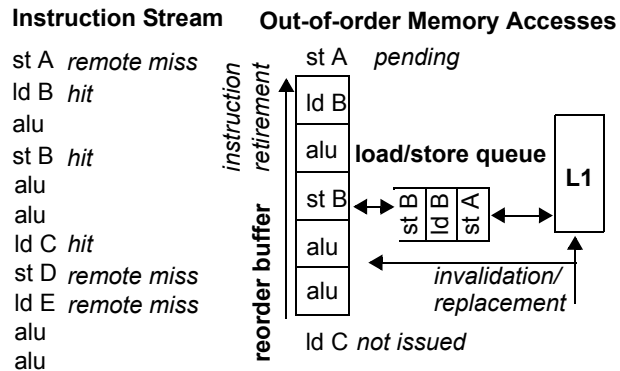 Instruction Stream
st A remote miss
ld B hit
alu
st B hit
alu
alu
ld C hit
st D remote miss
ld E remote miss
alu
alu
Out-of-order Memory Accesses
st A pending
instruction
retirement
reorder buffer
ld B
alu
st B
alu
alu
ld C not issued
load/store queue
st B
ld B
st A
L1
invalidation/
replacement